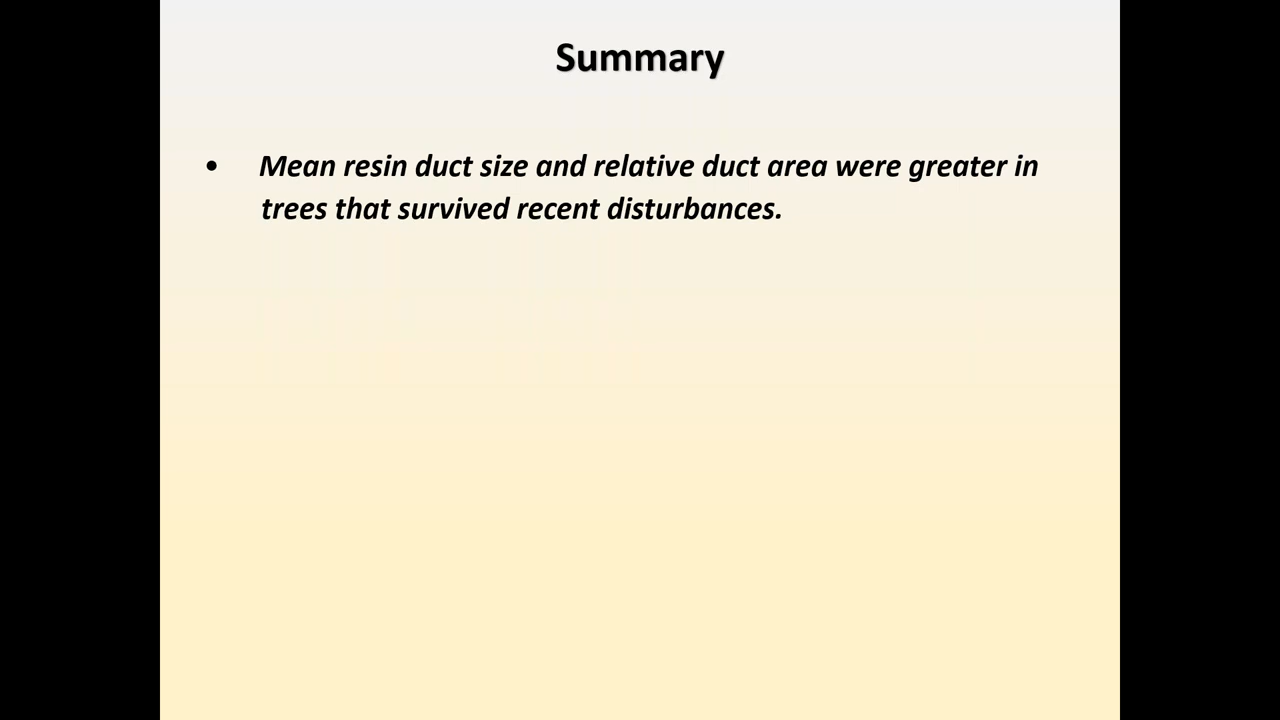 Summary
• Mean resin duct size and relative duct area were greater in
trees that survived recent disturbances.